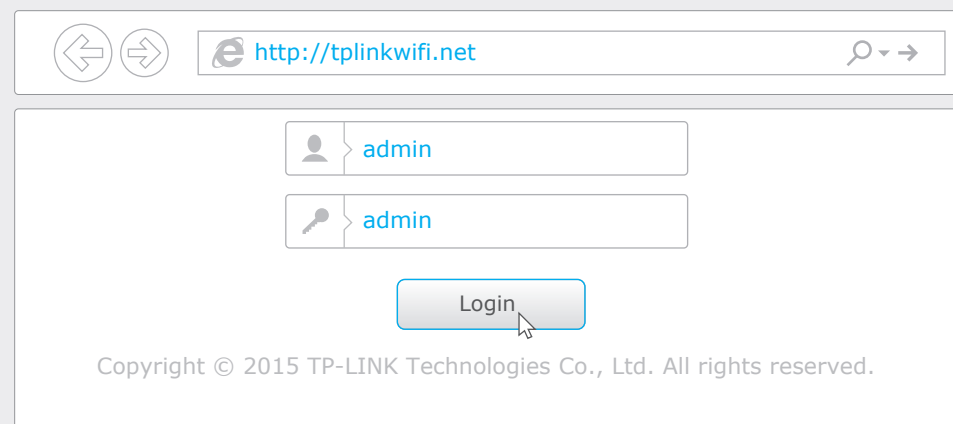 http://tplinkwifi.net
admin
admin
Login
Copyright © 2015 TP-LINK Technologies Co., Ltd. All rights reserved.